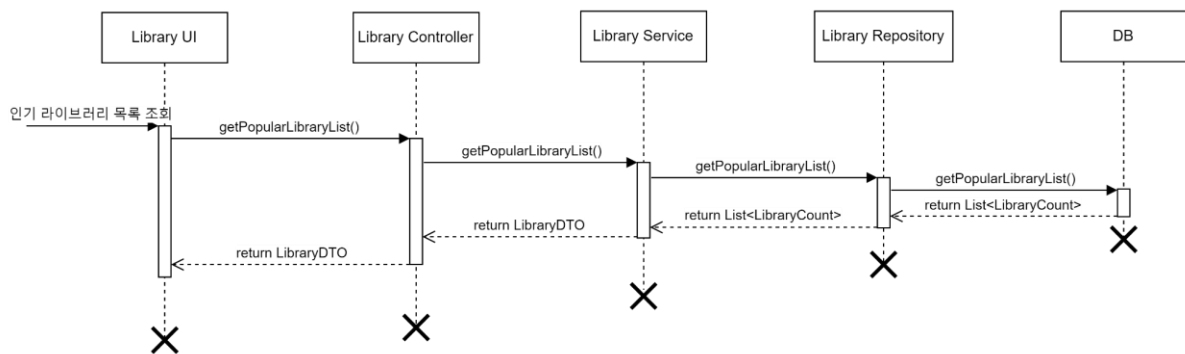 Library UI
Library Controller
Library Service
Library Repository
DB
인기 라이브러리 목록 조회
getPopularLibraryList()
getPopularLibraryList()
getPopularLibraryList()
getPopularLibraryList()
return List<LibraryCount>
return List<LibraryCount>
return LibraryDTO
return LibraryDTO